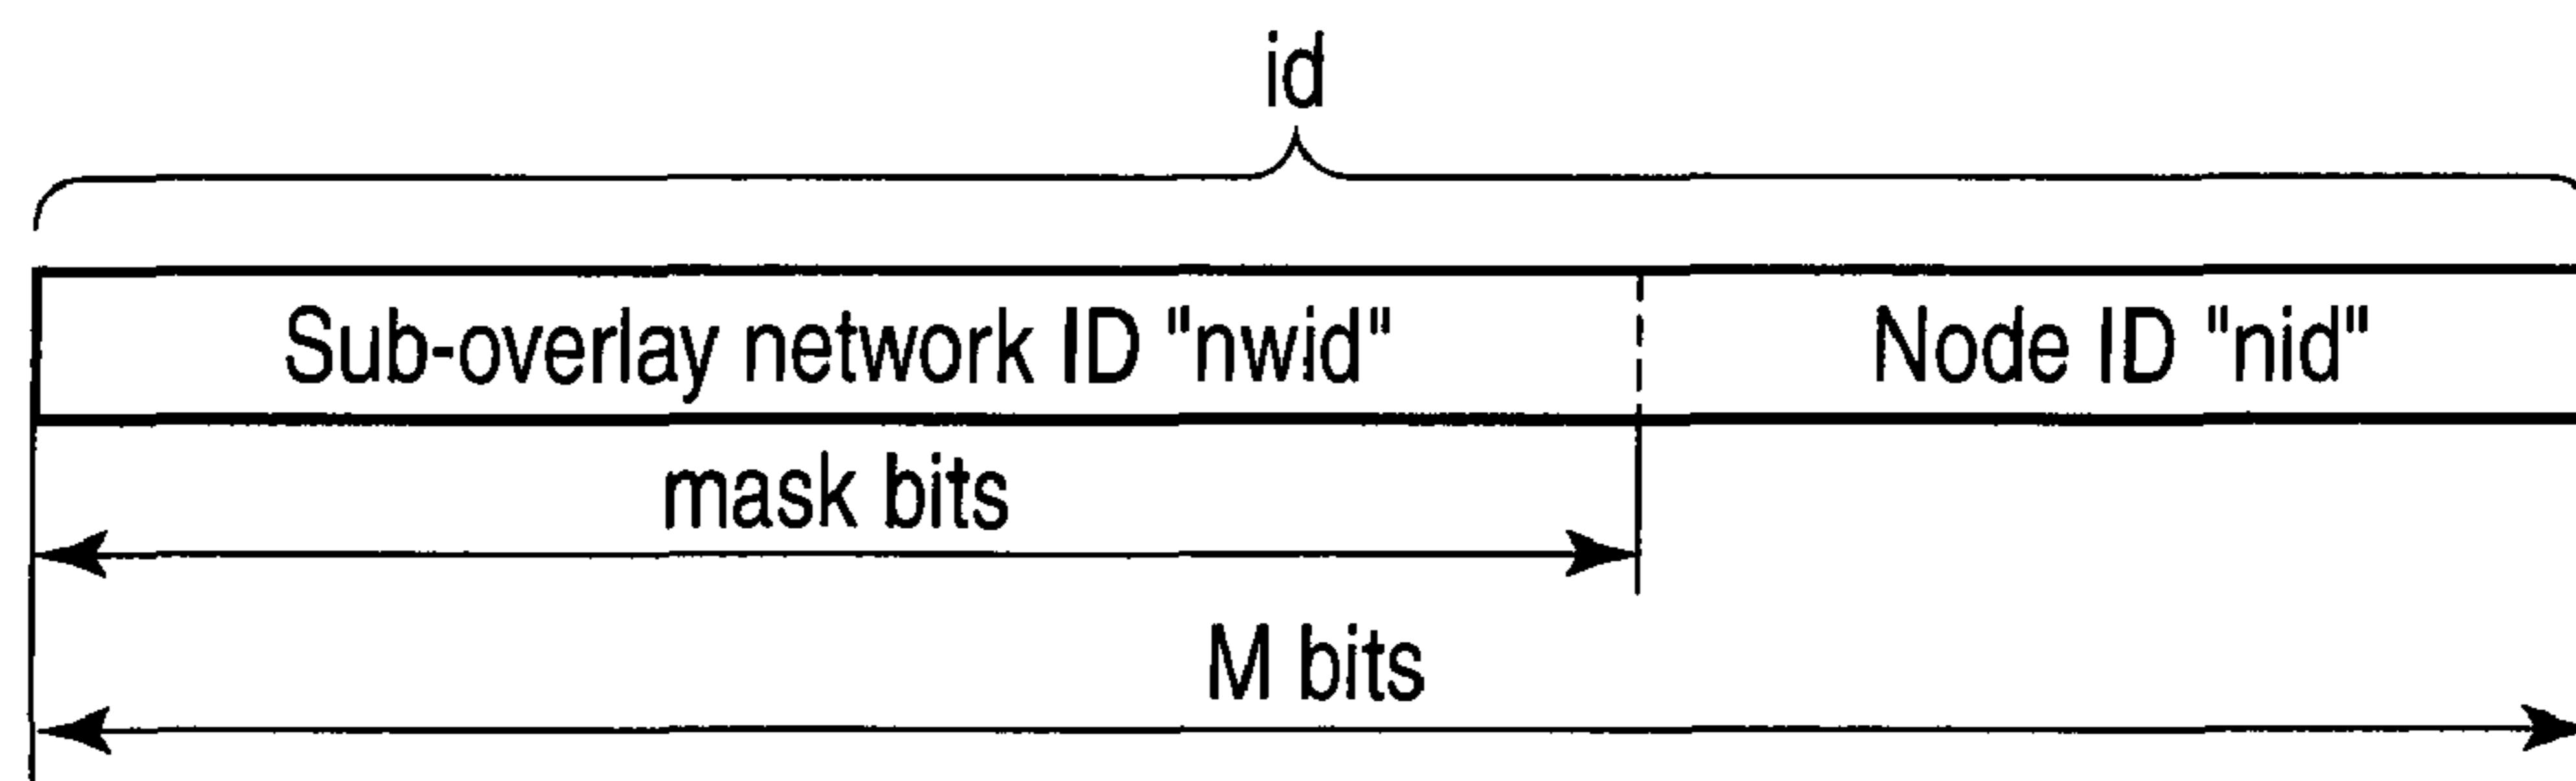 id
Sub-overlay network ID "nwid" Node ID "nid"
mask bits
M bits